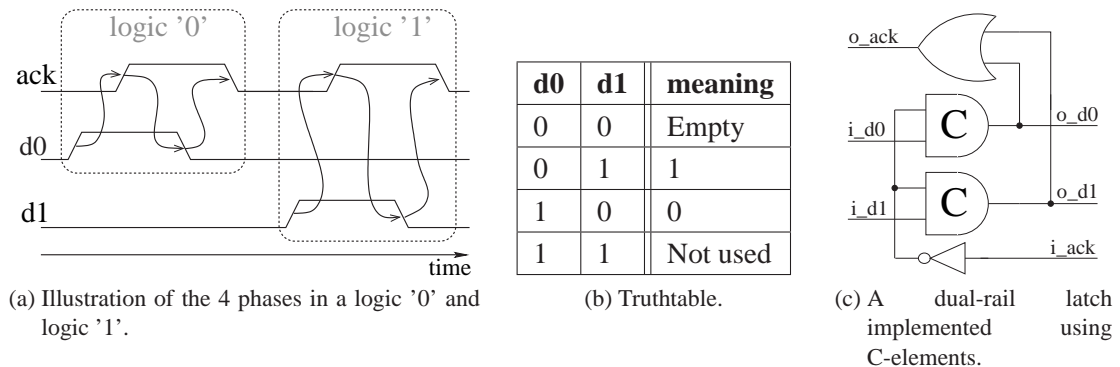 logic '0'
logic '1'
ack
d0
d1
time
(a) Illustration of the 4 phases in a logic '0' and
logic '1'.
d0 d1 meaning
0 0 Empty
0 1 1
1 0 0
1 1 Not used
(b) Truthtable.
o_ack
i_d0
C
o_d0
i_d1
C
o_d1
i_ack
(c) A dual-rail latch
implemented using
C-elements.